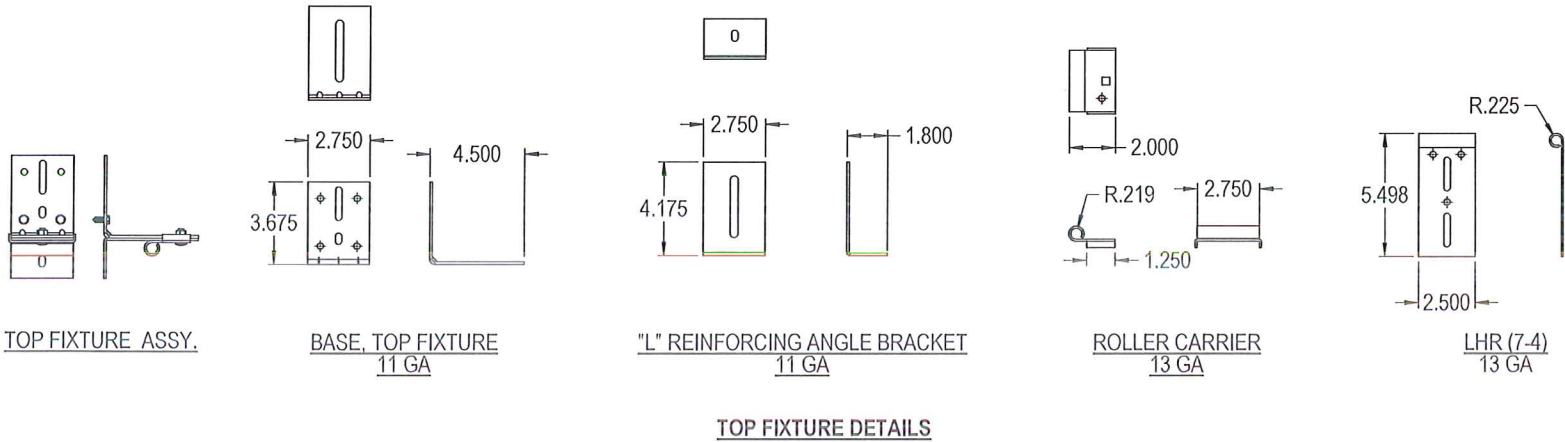 TOP FIXTURE ASSY.
2.750
4.500
3.675
BASE, TOP FIXTURE
11 GA
2.750
1.800
4.175
"L" REINFORCING ANGLE BRACKET
11 GA
2.000
R.219
2.750
1.250
ROLLER CARRIER
13 GA
R.225
5.498
2.500
LHR (7-4)
13 GA
TOP FIXTURE DETAILS